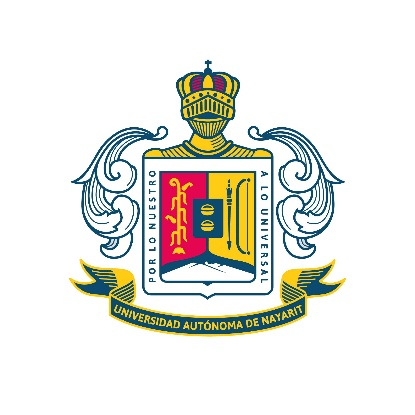 POR LO NUESTRO
A LO UNIVERSAL
UNIVERSIDAD AUTÓNOMA DE NAYARIT